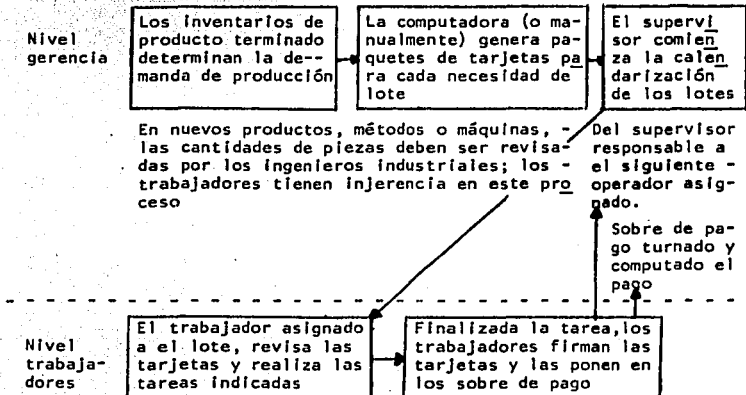 Nivel
gerencia
Los inventarios de
producto terminado
determinan la de--
manda de producción
La computadora (o ma-
nualmente) genera pa-
quetes de tarjetas pa
ra cada necesidad de
lote
El supervi
sor comien
za la calen
darización
de los lotes
En nuevos productos, métodos o máquinas, -
las cantidades de piezas deben ser revisa-
das por los ingenieros industriales; los -
trabajadores tienen injerencia en este pro
ceso
Del supervisor
responsable a
el siguiente -
operador asig-
nado.
Sobre de pa-
go turnado y
computado el
pago
Nivel
trabaja-
dores
El trabajador asignado
a el lote, revisa las
tarjetas y realiza las
tareas indicadas
Finalizada la tarea,los
trabajadores firman las
tarjetas y las ponen en
los sobre de pago